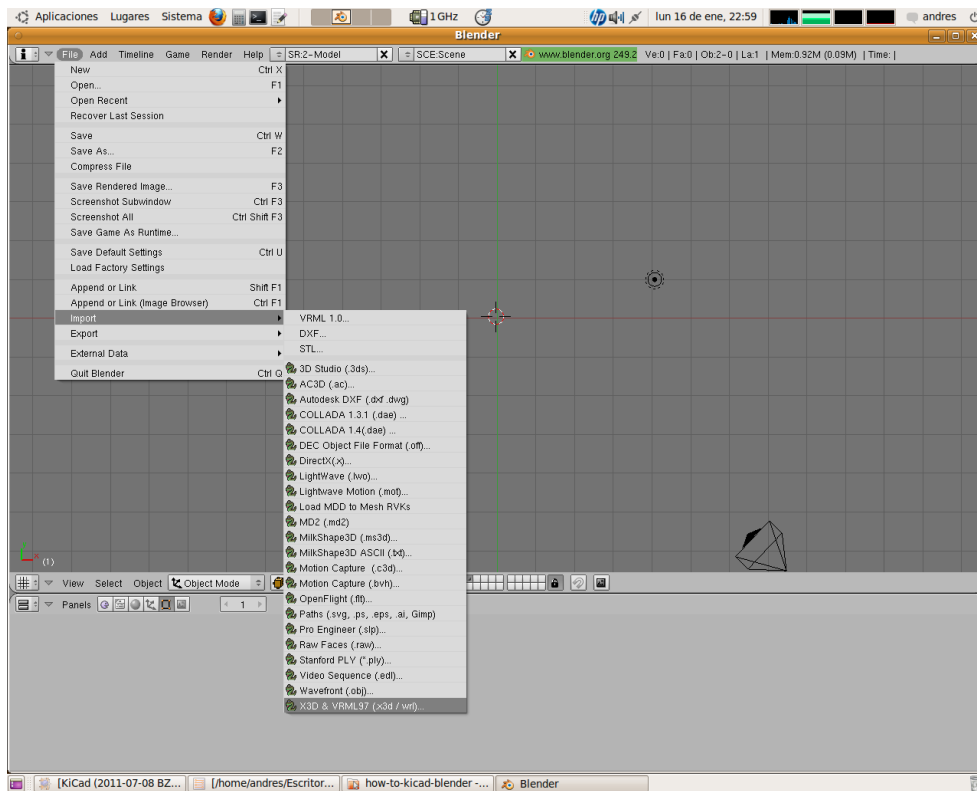 Aplicaciones Lugares Sistema 1 GHz lun 16 de ene, 22:59 andres
Blender
File Add Timeline Game Render Help SR:2-Model SCE:Scene www.blender.org 249.2 Ve:0 | Fa:0 | Ob:2-0 | La:1 | Mem:0.92M (0.09M) | Time: |
New Ctrl X
Open... F1
Open Recent
Recover Last Session
Save Ctrl W
Save As... F2
Compress File
Save Rendered Image... F3
Screenshot Subwindow Ctrl F3
Screenshot All Ctrl Shift F3
Save Game As Runtime...
Save Default Settings Ctrl U
Load Factory Settings
Append or Link Shift F1
Append or Link (Image Browser) Ctrl F1
Import
Export
External Data
Quit Blender Ctrl Q
VRML 1.0...
DXF...
STL...
3D Studio (.3ds)...
AC3D (.ac)...
Autodesk DXF (.dxf .dwg)
COLLADA 1.3.1 (.dae) ...
COLLADA 1.4(.dae) ...
DEC Object File Format (.off)...
DirectX(.x)...
LightWave (.lwo)...
Lightwave Motion (.mot)...
Load MDD to Mesh RVKs
MD2 (.md2)
MilkShape3D (.ms3d)...
MilkShape3D ASCII (.txt)...
Motion Capture (.c3d)...
Motion Capture (.bvh)...
OpenFlight (.flt)...
Paths (.svg, .ps, .eps, .ai, Gimp)
Pro Engineer (.slp)...
Raw Faces (.raw)...
Stanford PLY (*.ply)...
Video Sequence (.edl)...
Wavefront (.obj)...
X3D & VRML97 (.x3d / wrl)...
x (1)
View Select Object Object Mode
Panels 1
[KiCad (2011-07-08 BZ... [/home/andres/Escritor... how-to-kicad-blender -... Blender